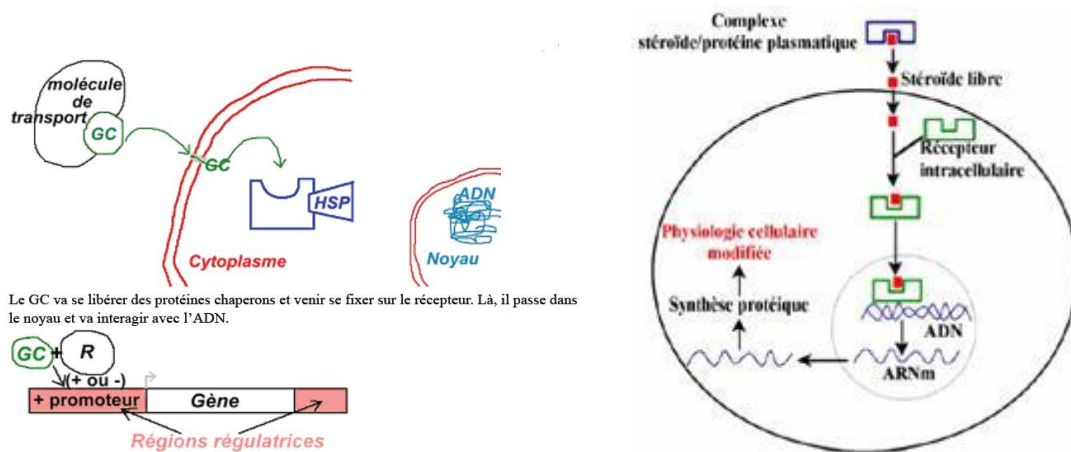 molécule
de
transport
GC
GC
HSP
ADN
Noyau
Cytoplasme
Le GC va se libérer des protéines chaperons et venir se fixer sur le récepteur. Là, il passe dans
le noyau et va interagir avec l'ADN.
GC + R
(+ ou -)
+ promoteur
Gène
Régions régulatrices
Complexe
stéroïde/protéine plasmatique
Stéroïde libre
Récepteur
intracellulaire
Physiologie cellulaire
modifiée
Synthèse protéique
ADN
ARNm